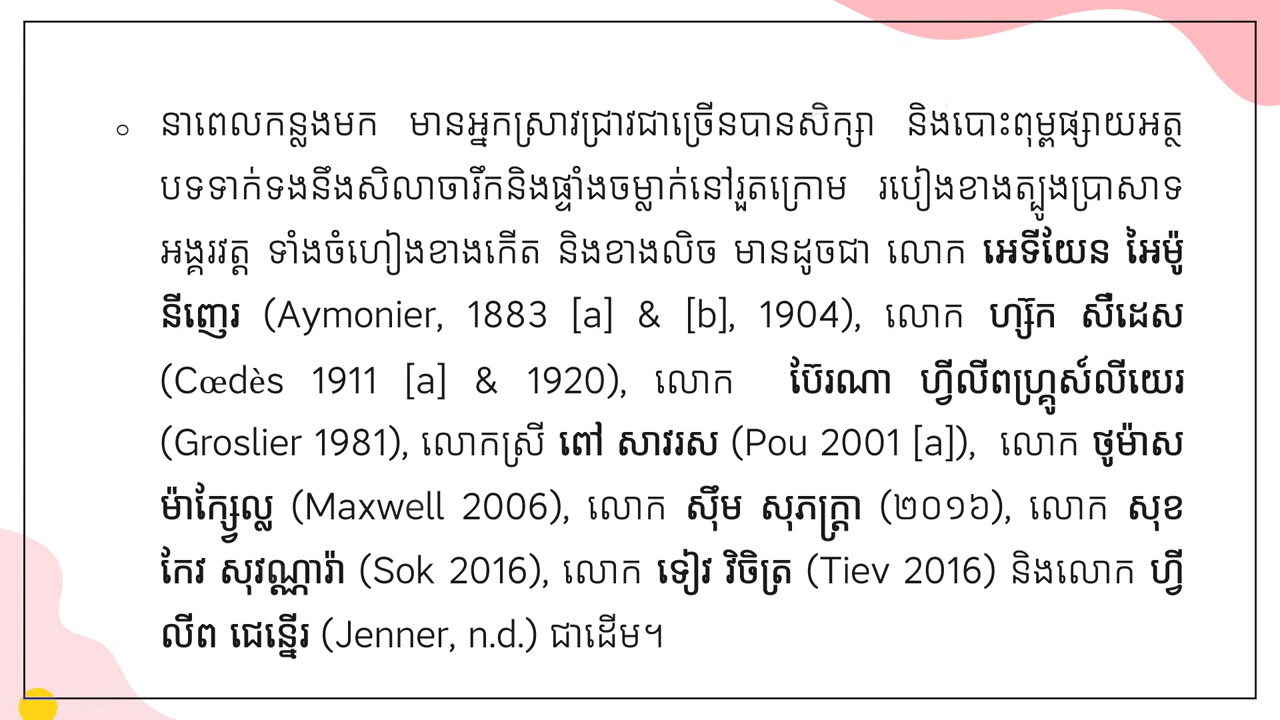 នាពេលកន្លងមក មានអ្នកស្រាវជ្រាវជាច្រើនបានសិក្សា និងបោះពុម្ពផ្សាយអត្ថ
បទទាក់ទងនឹងសិលាចារឹកនិងផ្ទាំងចម្លាក់នៅរួតក្រោម របៀងខាងត្បូងប្រាសាទ
អង្គរវត្ត ទាំងចំហៀងខាងកើត និងខាងលិច មានដូចជា លោក អេទីយែន អៃម៉ូ
នីញេរ (Aymonier, 1883 [a] & [b], 1904), លោក ហ្ស៊ក សឺដេស
(Cœdès 1911 [a] & 1920), លោក ប៊ែរណា ហ្វីលីពហ្គ្រូស៍លីយេរ
(Groslier 1981), លោកស្រី ពៅ សាវរស (Pou 2001 [a]), លោក ថូម៉ាស
ម៉ាក្ស្វែល្ល (Maxwell 2006), លោក ស៊ឹម សុភក្ត្រា (២០១៦), លោក សុខ
កែវ សុវណ្ណារ៉ា (Sok 2016), លោក ទៀវ វិចិត្រ (Tiev 2016) និងលោក ហ្វី
លីព ជេន្នើរ (Jenner, n.d.) ជាដើម។